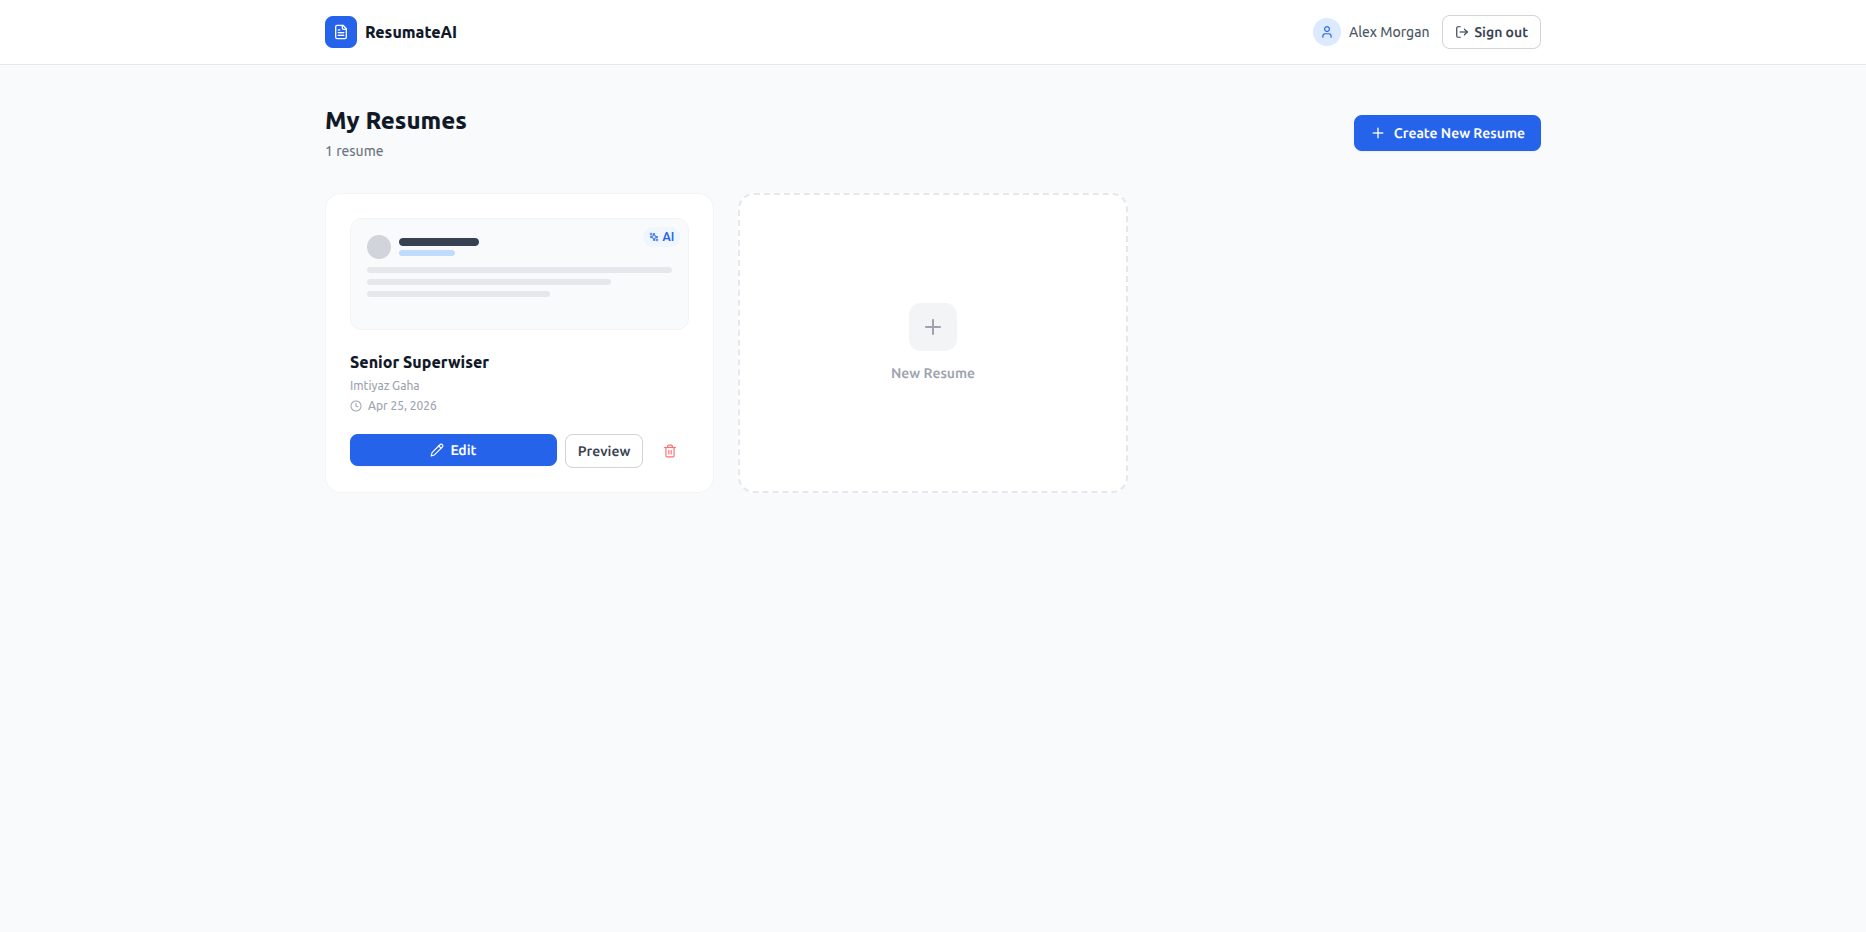 ResumateAI
Alex Morgan
Sign out
My Resumes
1 resume
Create New Resume
AI
Senior Superwiser
Imtiyaz Gaha
Apr 25, 2026
Edit
Preview
New Resume